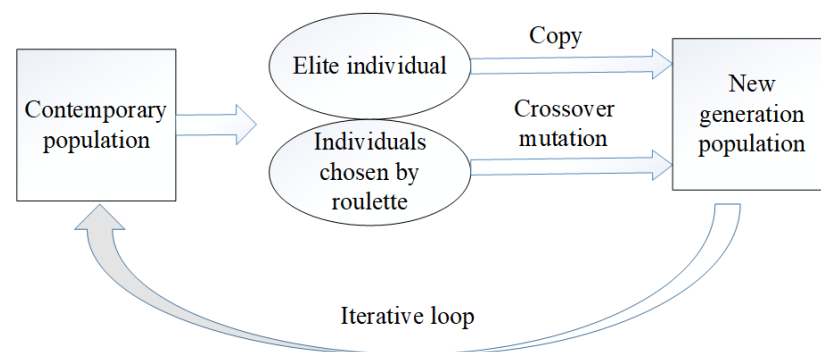 Contemporary
population
Elite individual
Individuals
chosen by
roulette
Copy
Crossover
mutation
New
generation
population
Iterative loop